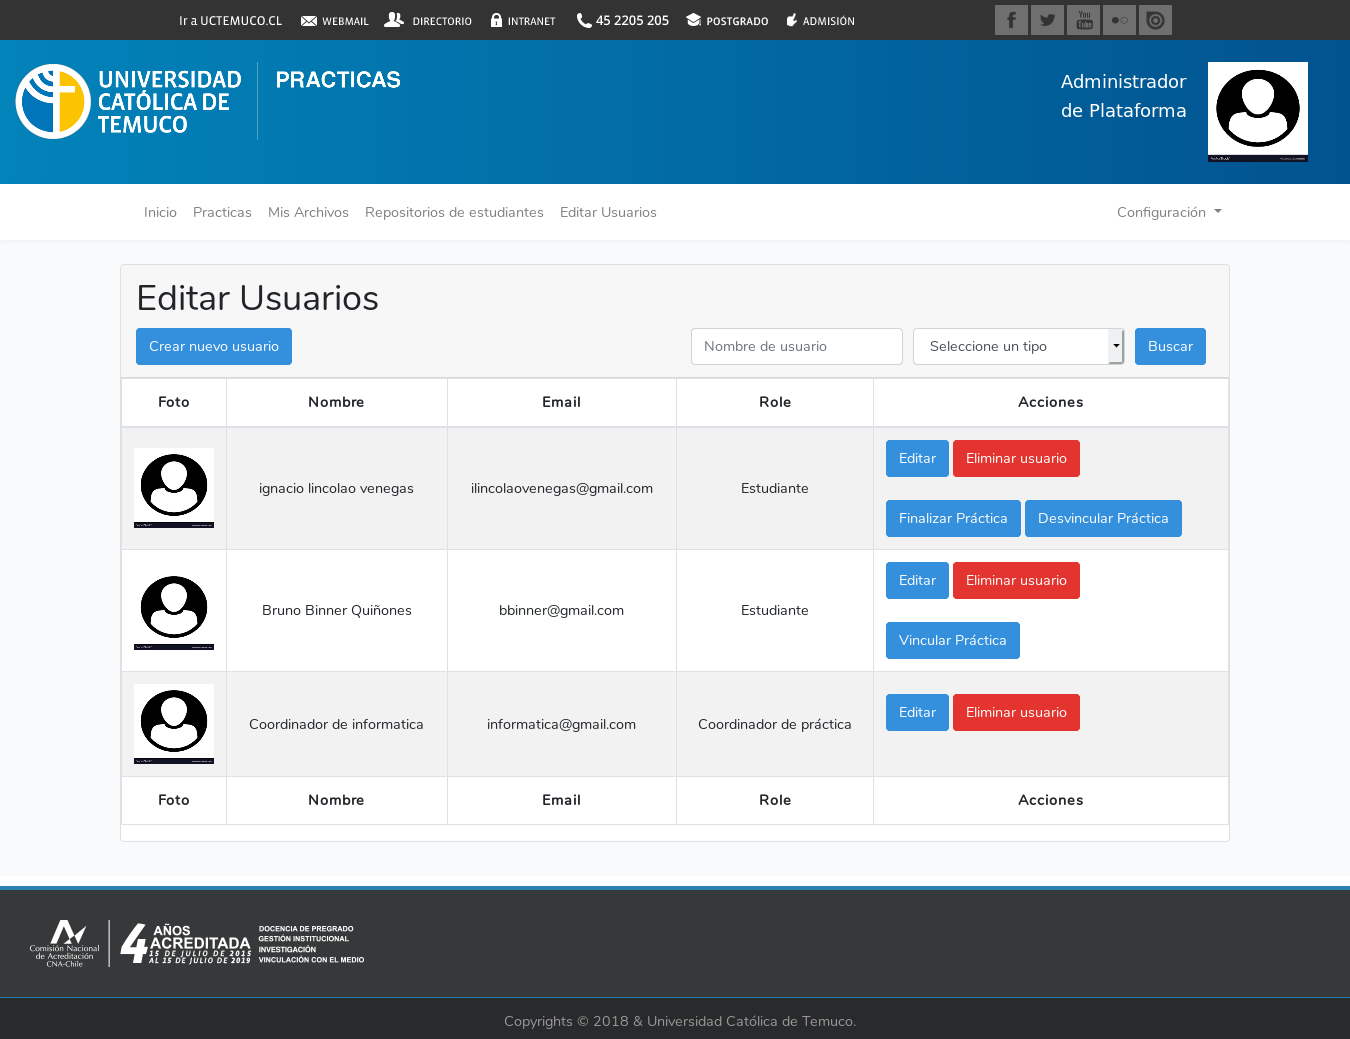 Ir a UCTEMUCO.CL WEBMAIL DIRECTORIO INTRANET 45 2205 205 POSTGRADO ADMISIÓN
You Tube
UNIVERSIDAD
CATÓLICA DE
TEMUCO
PRACTICAS
Administrador
de Plataforma
Inicio Practicas Mis Archivos Repositorios de estudiantes Editar Usuarios Configuración
Editar Usuarios
Crear nuevo usuario Nombre de usuario Seleccione un tipo Buscar
Foto Nombre Email Role Acciones
ignacio lincolao venegas ilincolaovenegas@gmail.com Estudiante
Editar Eliminar usuario
Finalizar Práctica Desvincular Práctica
Bruno Binner Quiñones bbinner@gmail.com Estudiante
Editar Eliminar usuario
Vincular Práctica
Coordinador de informatica informatica@gmail.com Coordinador de práctica
Editar Eliminar usuario
Foto Nombre Email Role Acciones
Comisión Nacional
de Acreditación
CNA-Chile
4 AÑOS
ACREDITADA
15 DE JULIO DE 2015
AL 15 DE JULIO DE 2019
DOCENCIA DE PREGRADO
GESTIÓN INSTITUCIONAL
INVESTIGACIÓN
VINCULACIÓN CON EL MEDIO
Copyrights © 2018 & Universidad Católica de Temuco.